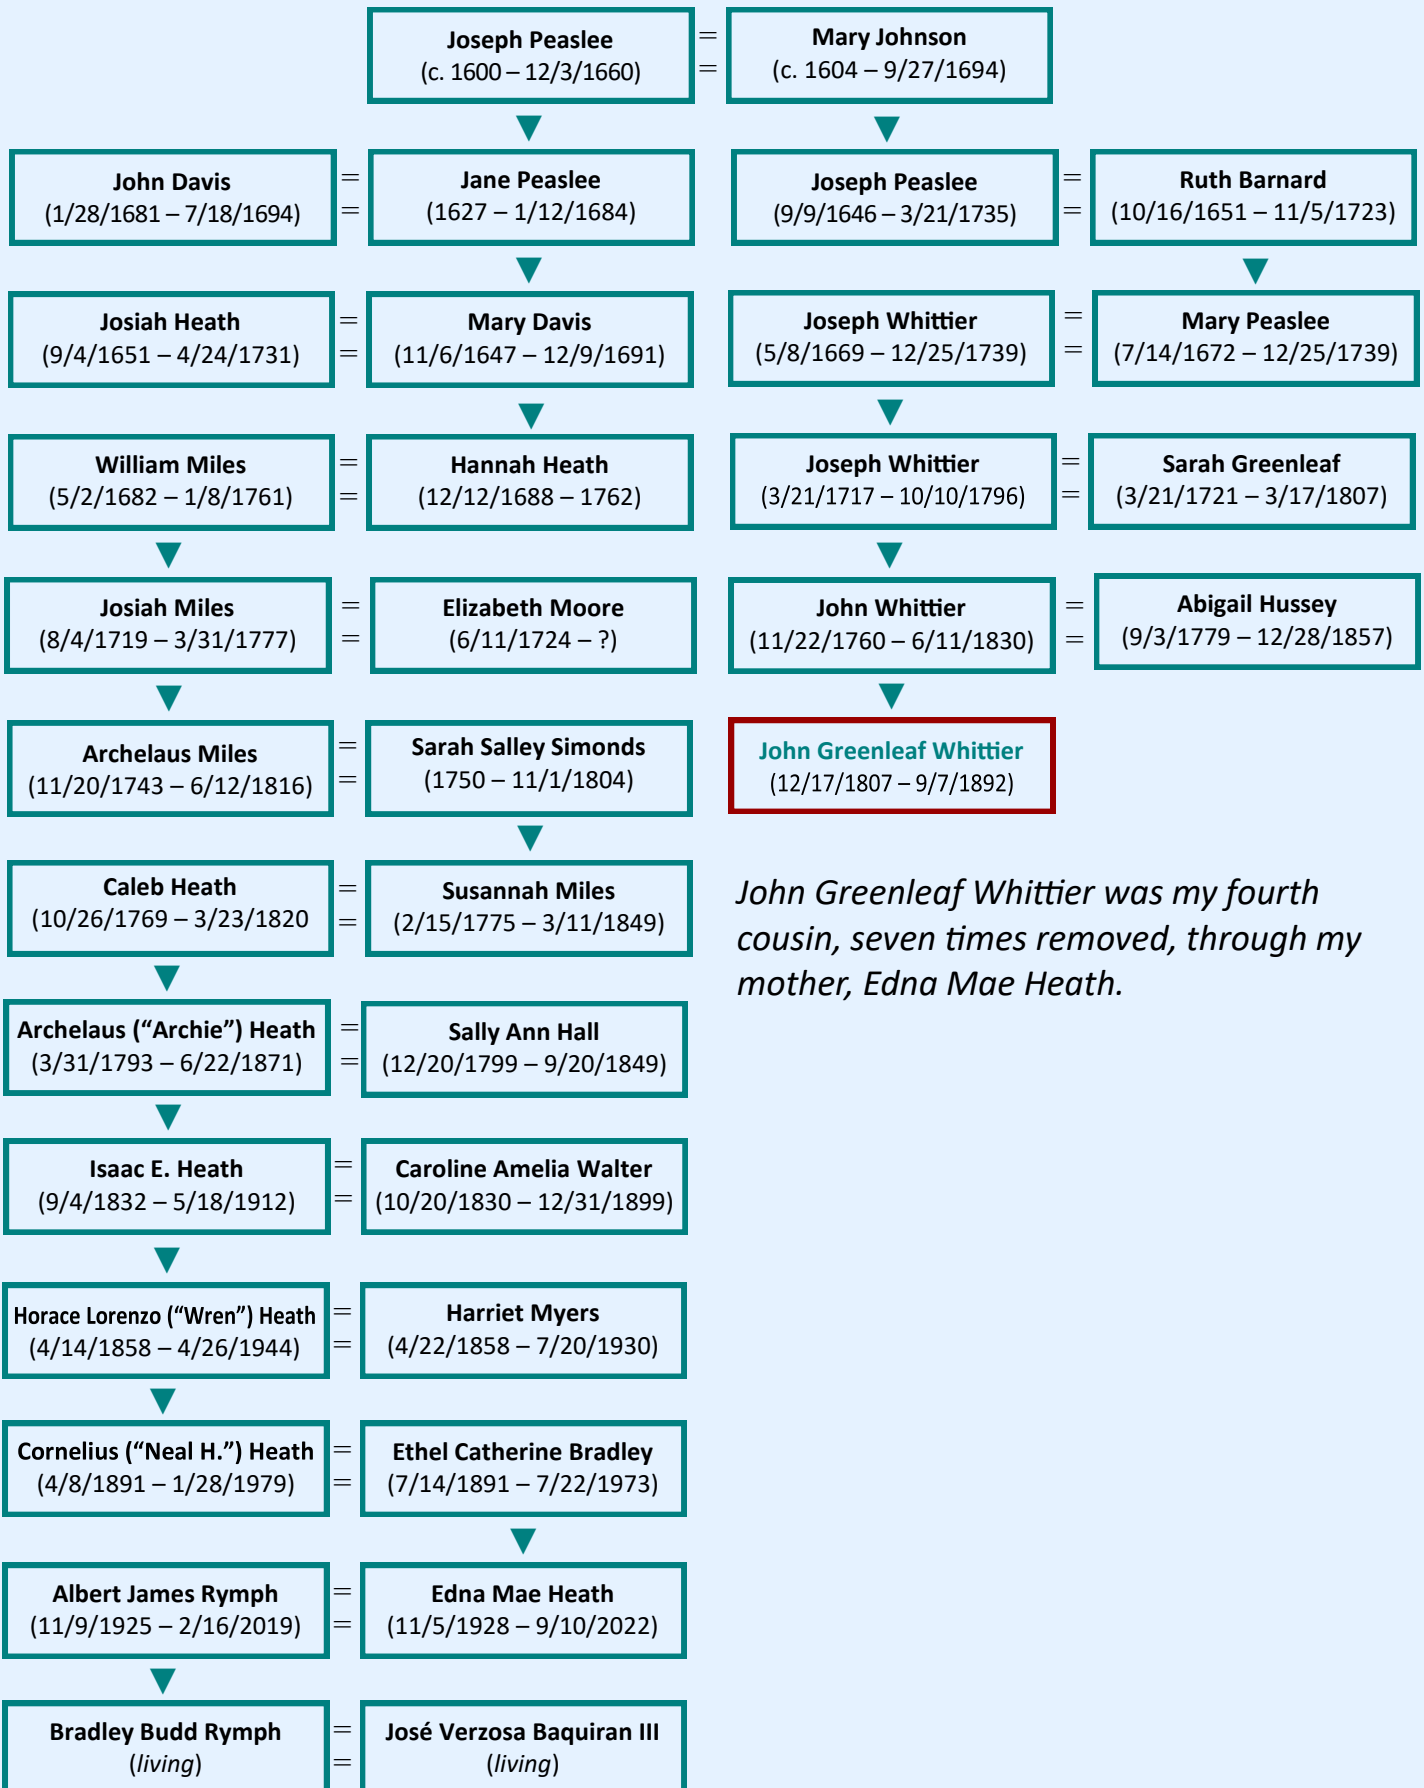 Joseph Peaslee
(c. 1600 – 12/3/1660)
=
=
Mary Johnson
(c. 1604 – 9/27/1694)
John Davis
(1/28/1681 – 7/18/1694)
=
=
Jane Peaslee
(1627 – 1/12/1684)
Joseph Peaslee
(9/9/1646 – 3/21/1735)
=
=
Ruth Barnard
(10/16/1651 – 11/5/1723)
Josiah Heath
(9/4/1651 – 4/24/1731)
=
=
Mary Davis
(11/6/1647 – 12/9/1691)
Joseph Whittier
(5/8/1669 – 12/25/1739)
=
=
Mary Peaslee
(7/14/1672 – 12/25/1739)
William Miles
(5/2/1682 – 1/8/1761)
=
=
Hannah Heath
(12/12/1688 – 1762)
Joseph Whittier
(3/21/1717 – 10/10/1796)
=
=
Sarah Greenleaf
(3/21/1721 – 3/17/1807)
Josiah Miles
(8/4/1719 – 3/31/1777)
=
=
Elizabeth Moore
(6/11/1724 – ?)
John Whittier
(11/22/1760 – 6/11/1830)
=
=
Abigail Hussey
(9/3/1779 – 12/28/1857)
Archelaus Miles
(11/20/1743 – 6/12/1816)
=
=
Sarah Salley Simonds
(1750 – 11/1/1804)
John Greenleaf Whittier
(12/17/1807 – 9/7/1892)
Caleb Heath
(10/26/1769 – 3/23/1820
=
=
Susannah Miles
(2/15/1775 – 3/11/1849)
John Greenleaf Whittier was my fourth
cousin, seven times removed, through my
mother, Edna Mae Heath.
Archelaus (“Archie”) Heath
(3/31/1793 – 6/22/1871)
=
=
Sally Ann Hall
(12/20/1799 – 9/20/1849)
Isaac E. Heath
(9/4/1832 – 5/18/1912)
=
=
Caroline Amelia Walter
(10/20/1830 – 12/31/1899)
Horace Lorenzo (“Wren”) Heath
(4/14/1858 – 4/26/1944)
=
=
Harriet Myers
(4/22/1858 – 7/20/1930)
Cornelius (“Neal H.”) Heath
(4/8/1891 – 1/28/1979)
=
=
Ethel Catherine Bradley
(7/14/1891 – 7/22/1973)
Albert James Rymph
(11/9/1925 – 2/16/2019)
=
=
Edna Mae Heath
(11/5/1928 – 9/10/2022)
Bradley Budd Rymph
(living)
=
=
José Verzosa Baquiran III
(living)